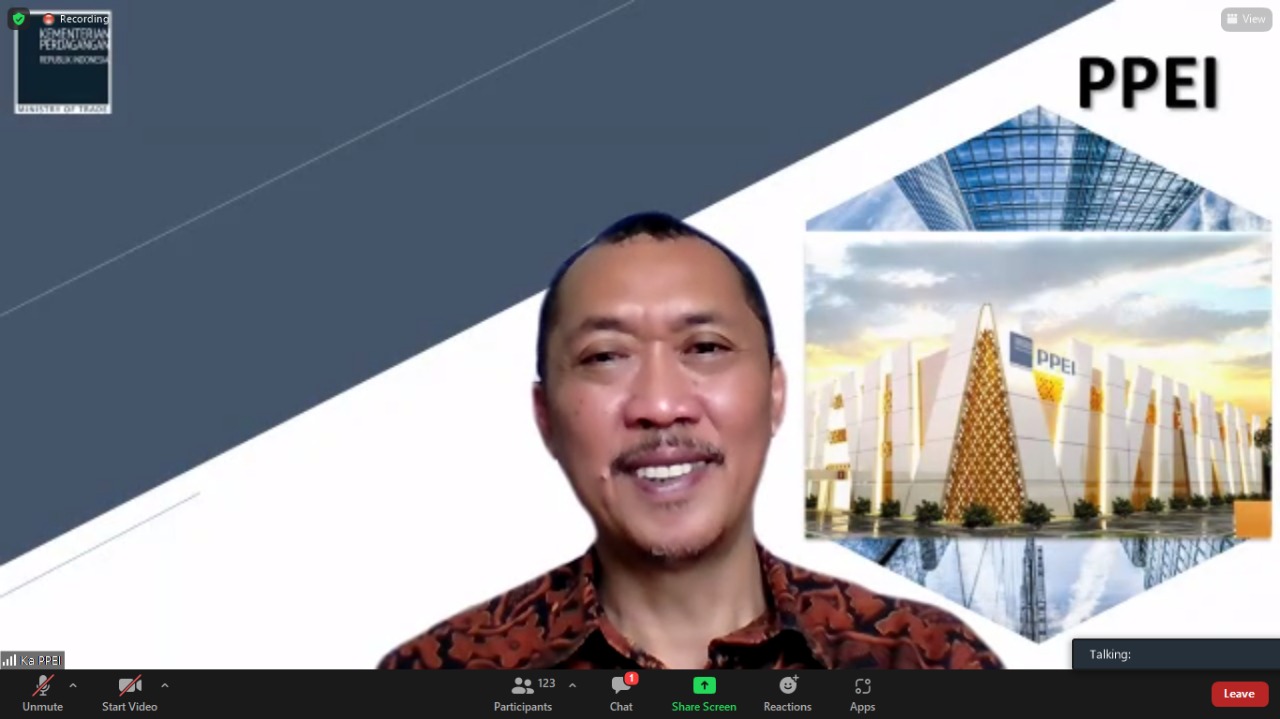 Recording
View
KEMENTERIAN
PERDAGANGAN
REPUBLIK INDONESIA
MINISTRY OF TRADE
PPEI
PPEI
Ka PPEI
Talking:
Unmute
Start Video
123
Participants
1
Chat
Share Screen
Reactions
Apps
Leave